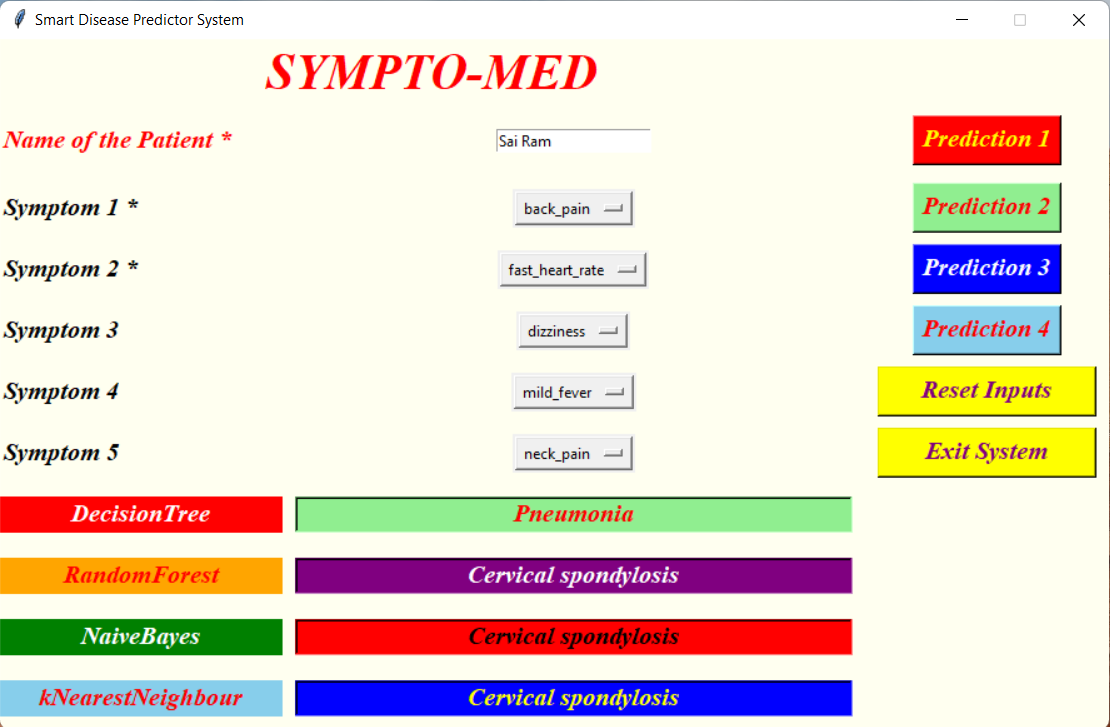 Smart Disease Predictor System
SYMPTO-MED
Name of the Patient * Sai Ram Prediction 1
Symptom 1 * back_pain Prediction 2
Symptom 2 * fast_heart_rate Prediction 3
Symptom 3 dizziness Prediction 4
Symptom 4 mild_fever Reset Inputs
Symptom 5 neck_pain Exit System
DecisionTree Pneumonia
RandomForest Cervical spondylosis
NaiveBayes Cervical spondylosis
kNearestNeighbour Cervical spondylosis